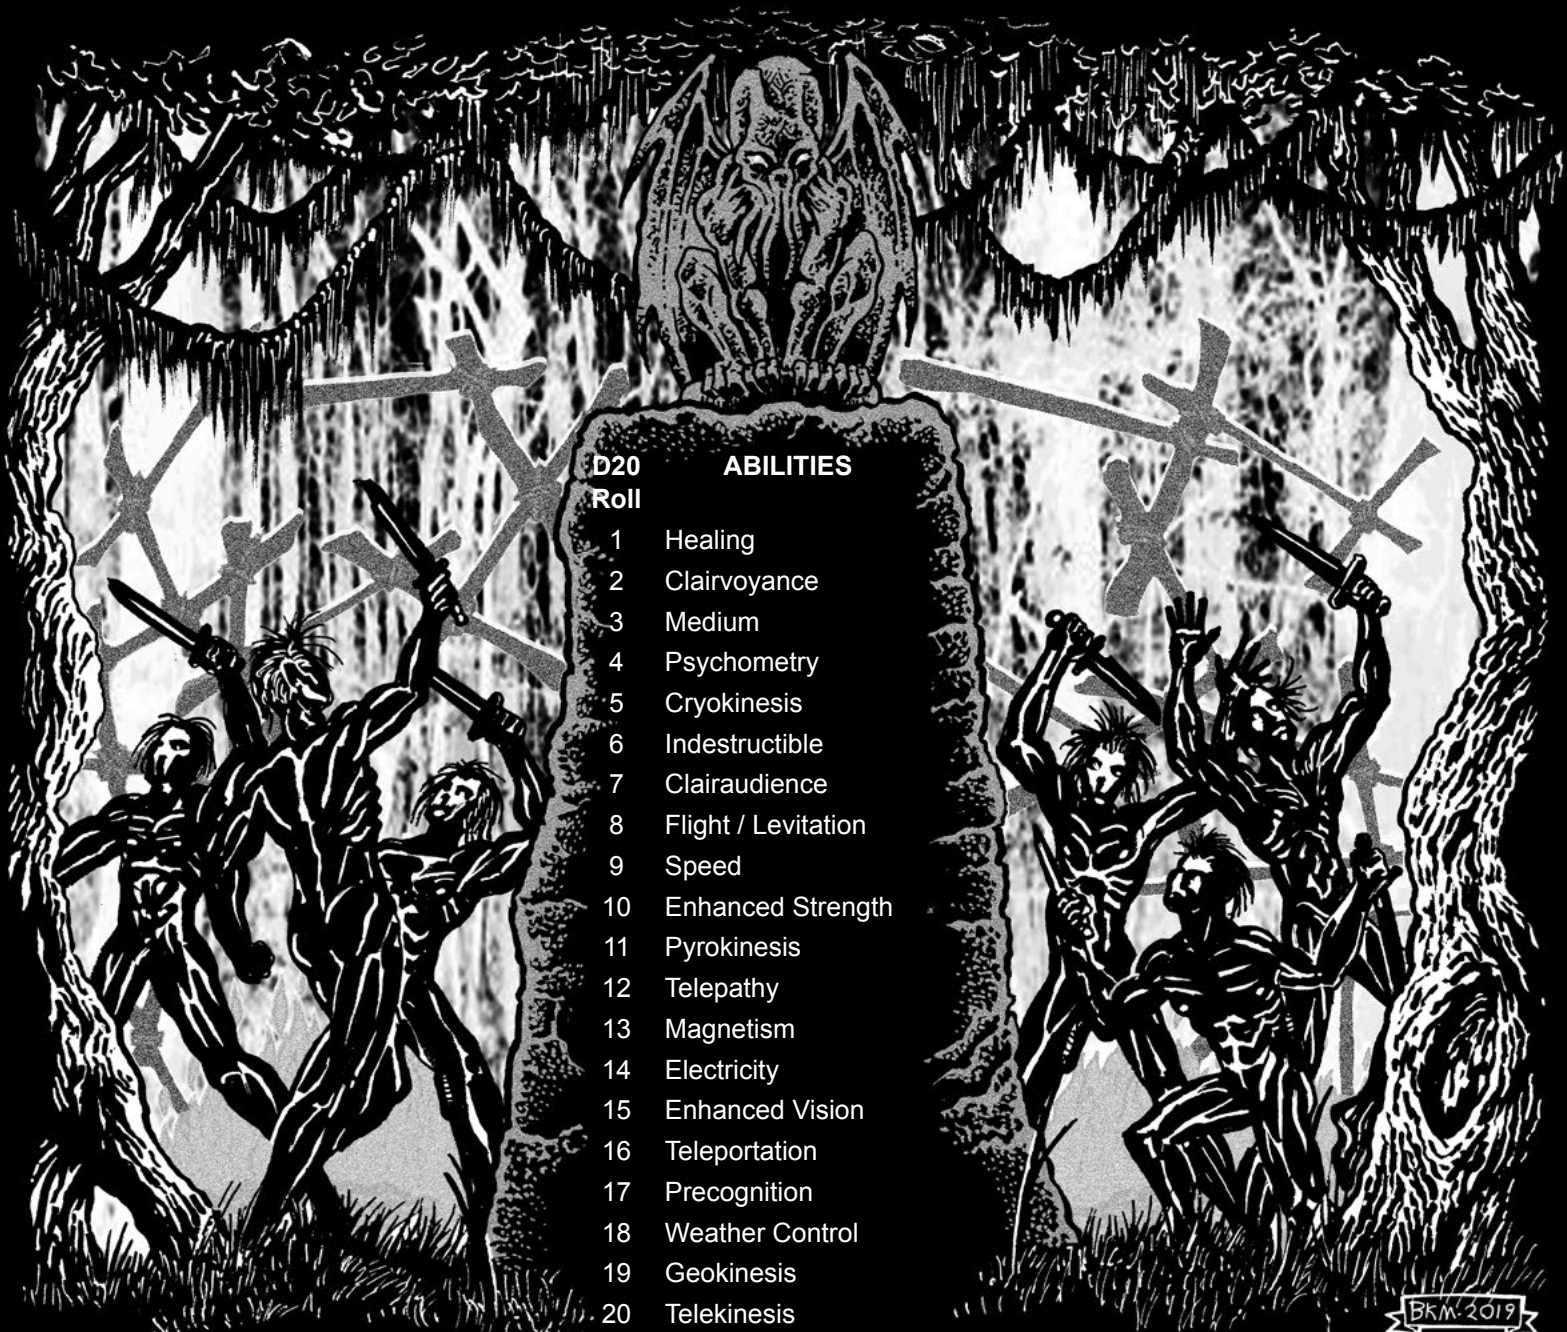 D20 ABILITIES
Roll
1 Healing
2 Clairvoyance
3 Medium
4 Psychometry
5 Cryokinesis
6 Indestructible
7 Clairaudience
8 Flight / Levitation
9 Speed
10 Enhanced Strength
11 Pyrokinesis
12 Telepathy
13 Magnetism
14 Electricity
15 Enhanced Vision
16 Teleportation
17 Precognition
18 Weather Control
19 Geokinesis
20 Telekinesis
BKM·2019